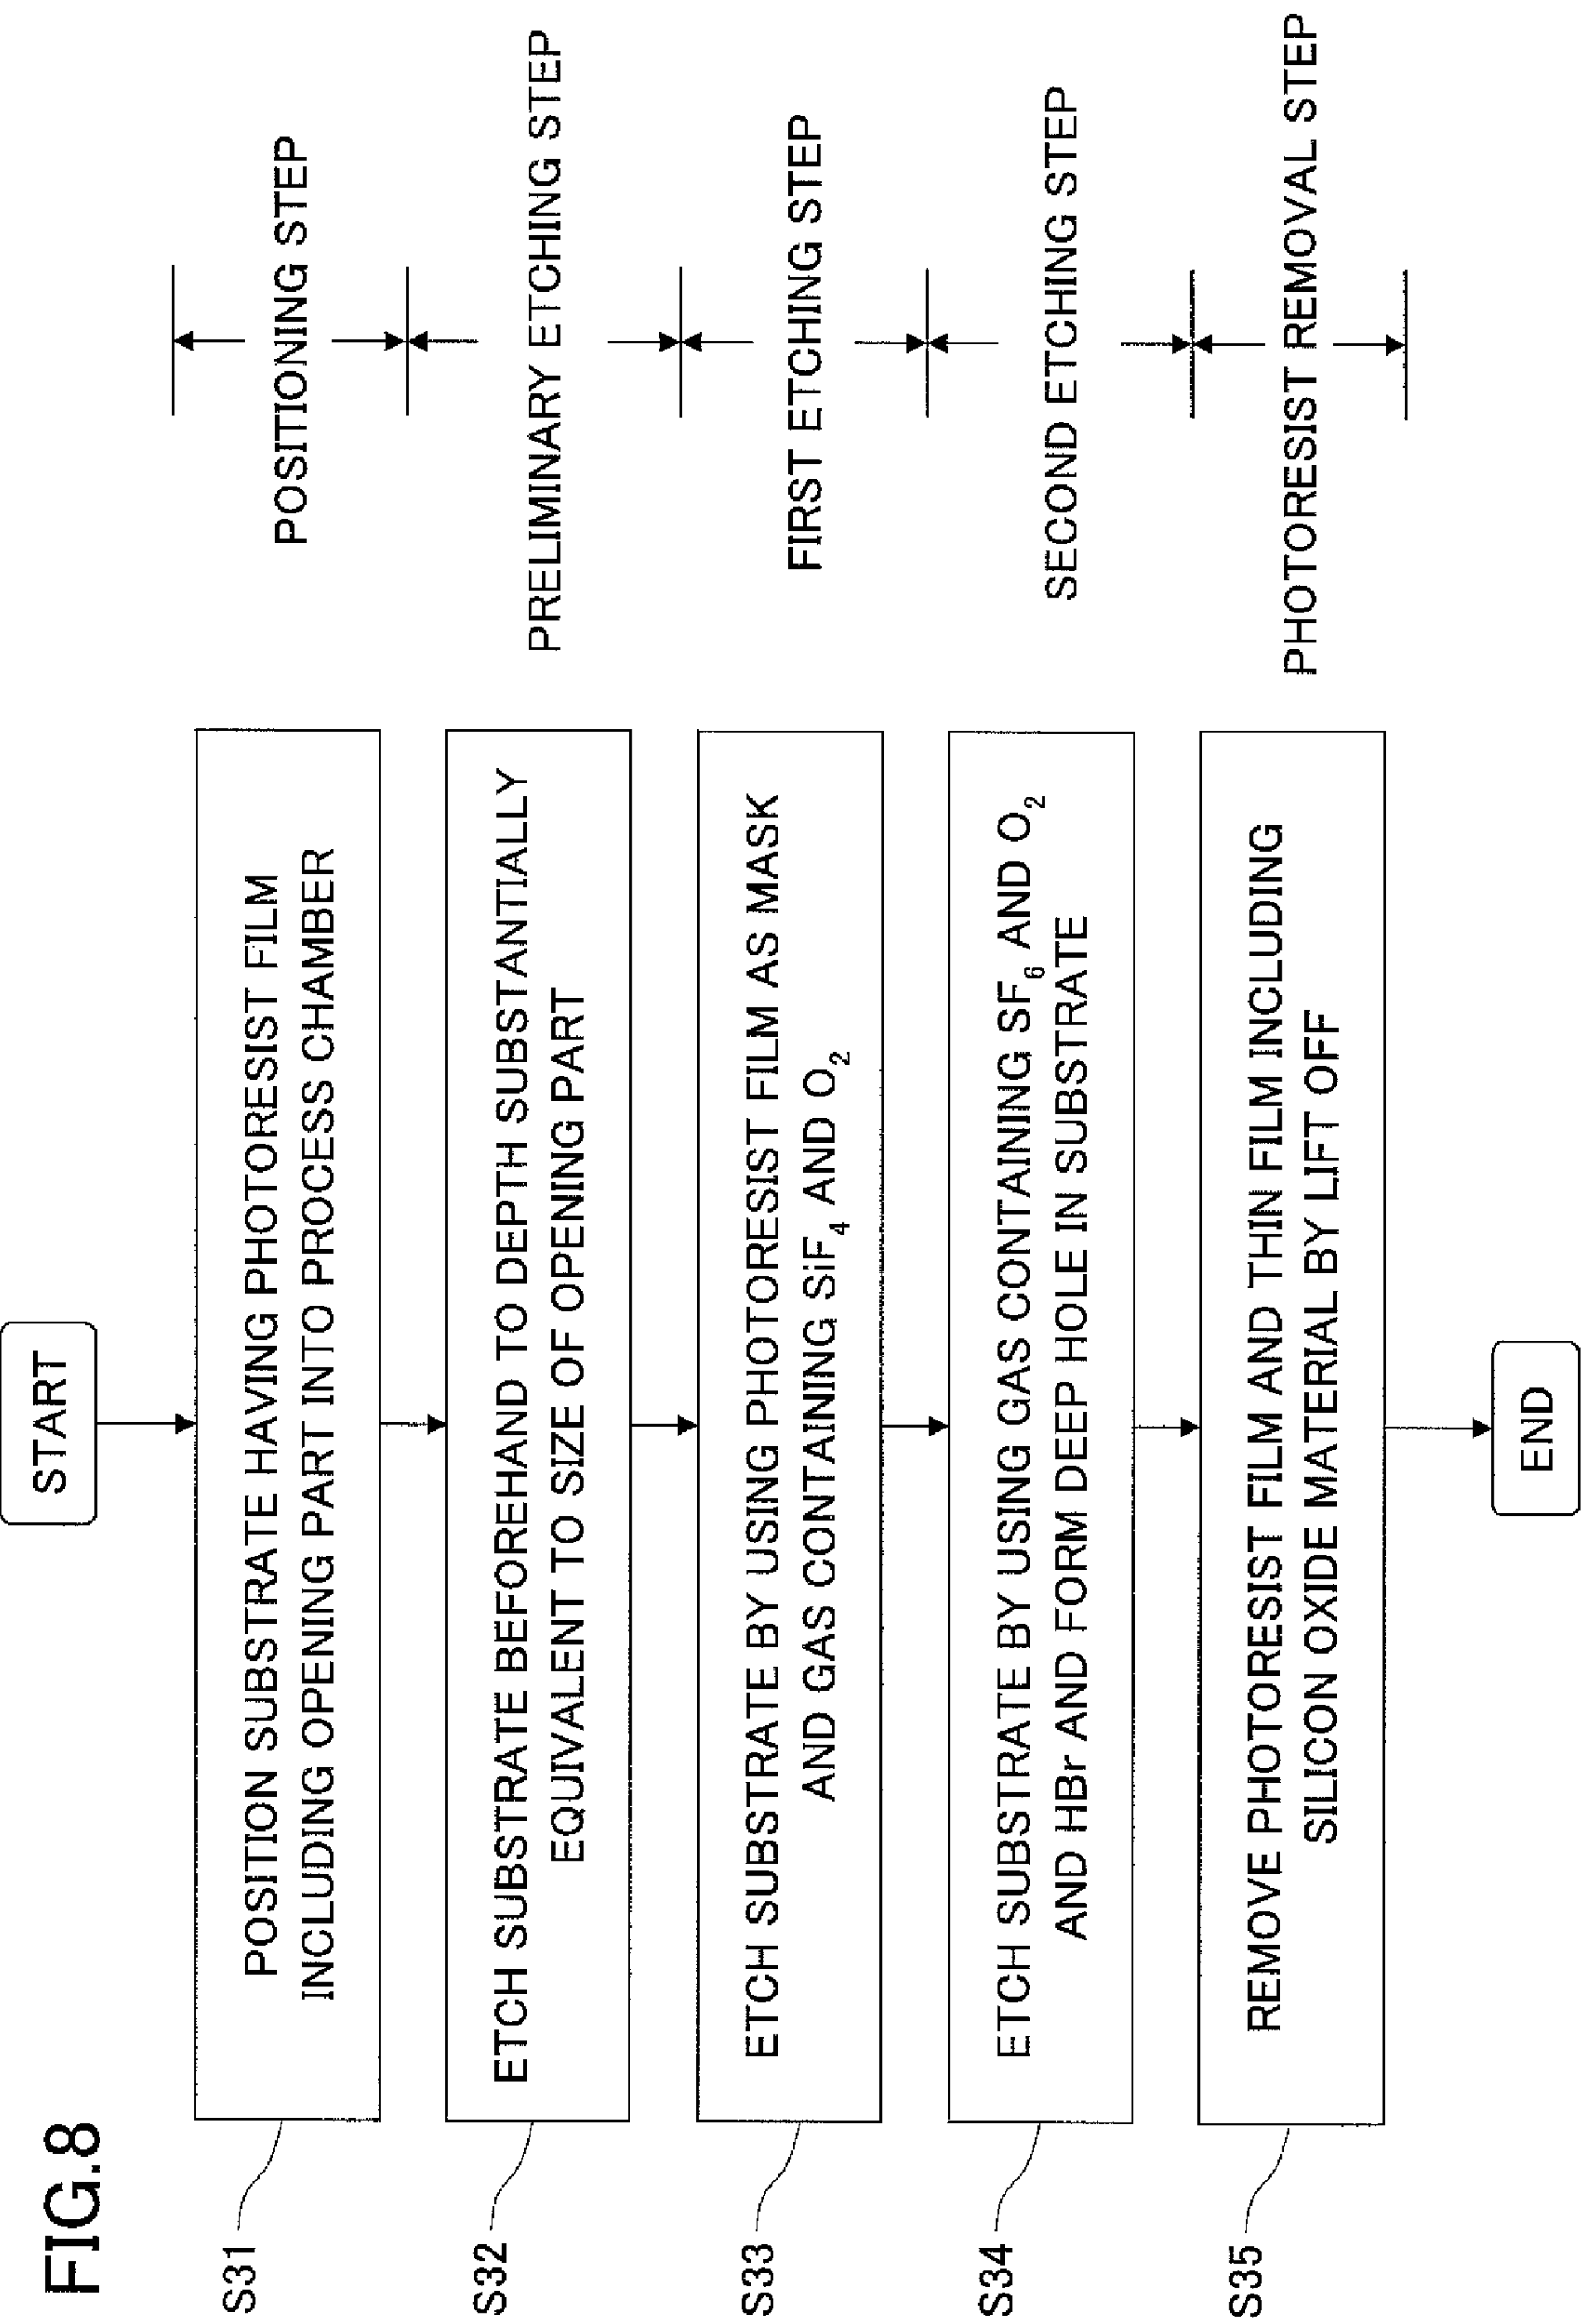 FIG.8
START
S31
POSITION SUBSTRATE HAVING PHOTORESIST FILM
INCLUDING OPENING PART INTO PROCESS CHAMBER
POSITIONING STEP
S32
ETCH SUBSTRATE BEFOREHAND TO DEPTH SUBSTANTIALLY
EQUIVALENT TO SIZE OF OPENING PART
PRELIMINARY ETCHING STEP
S33
ETCH SUBSTRATE BY USING PHOTORESIST FILM AS MASK
AND GAS CONTAINING SiF₄ AND O₂
FIRST ETCHING STEP
S34
ETCH SUBSTRATE BY USING GAS CONTAINING SF₆ AND O₂
AND HBr AND FORM DEEP HOLE IN SUBSTRATE
SECOND ETCHING STEP
S35
REMOVE PHOTORESIST FILM AND THIN FILM INCLUDING
SILICON OXIDE MATERIAL BY LIFT OFF
PHOTORESIST REMOVAL STEP
END